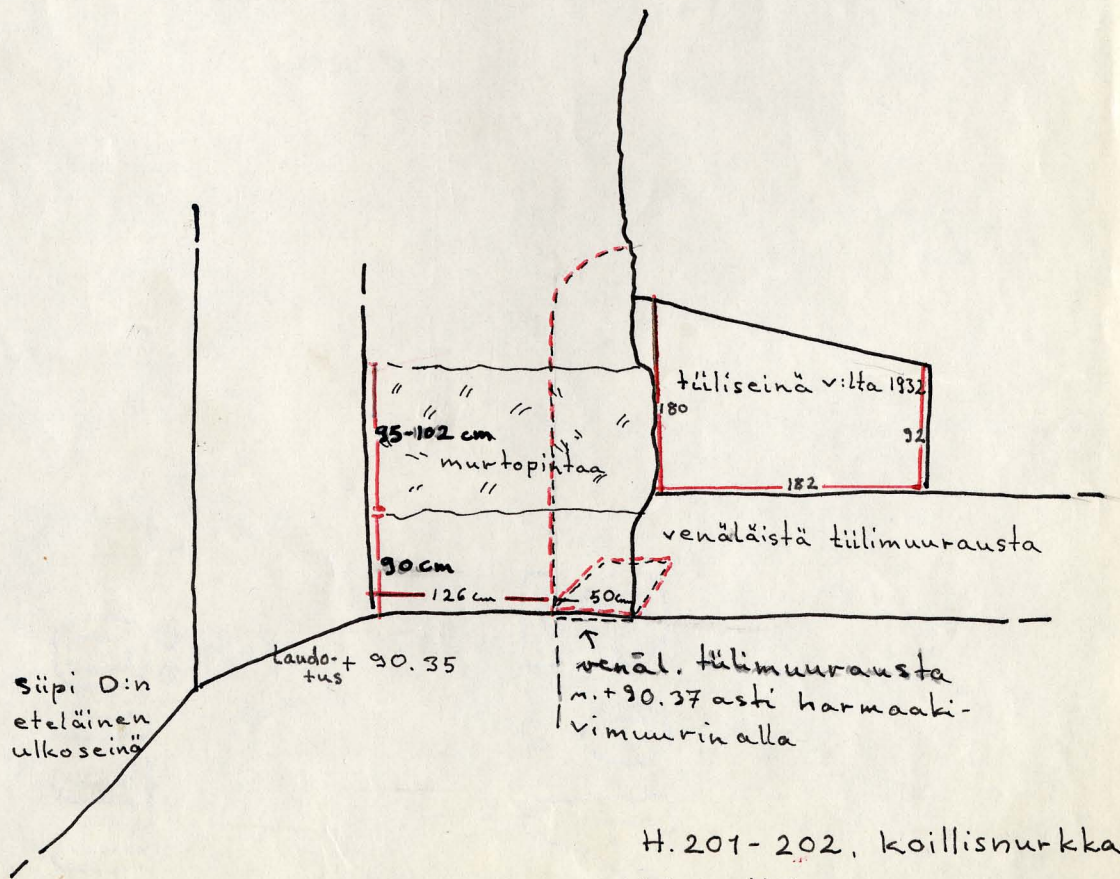 tiiliseinä v:lta 1932
180
92
182
95-102 cm
murtopintaa
venäläistä tiilimuurausta
90 cm
126 cm
50cm
Laudo-
tus
+ 90.35
siipi D:n
eteläinen
ulkoseinä
venäl. tiilimuurausta
n. + 90.37 asti harmaaki-
vimuurin alla
H. 201-202, koillisnurkka